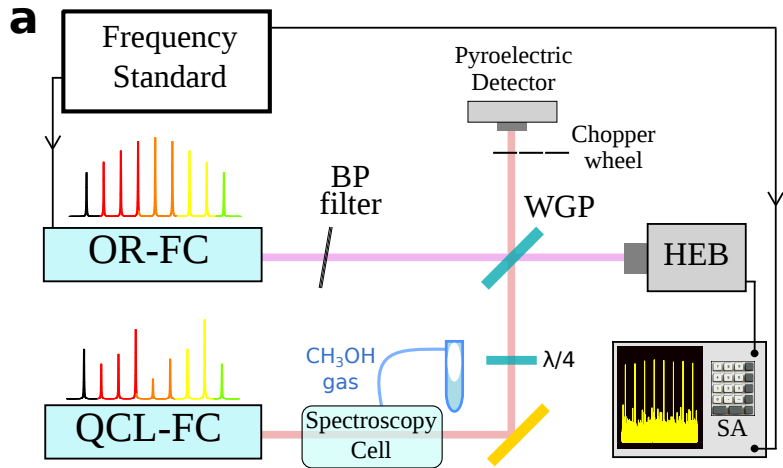 a
Frequency
Standard
Pyroelectric
Detector
Chopper
wheel
BP
filter
WGP
OR-FC
HEB
CH₃OH
gas
λ/4
QCL-FC
Spectroscopy
Cell
SA